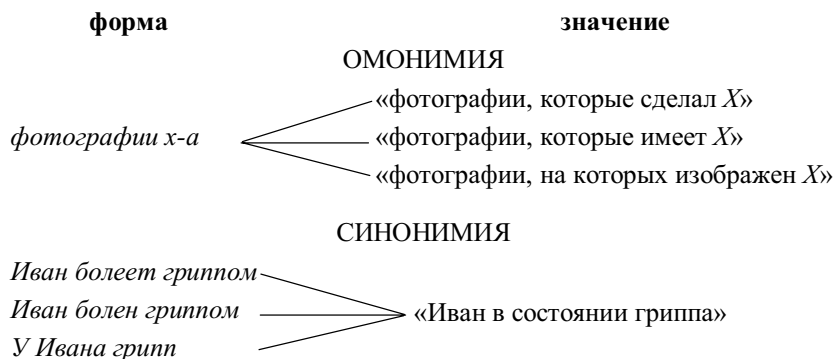 форма значение
ОМОНИМИЯ
«фотографии, которые сделал X»
фотографии х-а «фотографии, которые имеет X»
«фотографии, на которых изображен X»
СИНОНИМИЯ
Иван болеет гриппом
Иван болен гриппом «Иван в состоянии гриппа»
У Ивана грипп